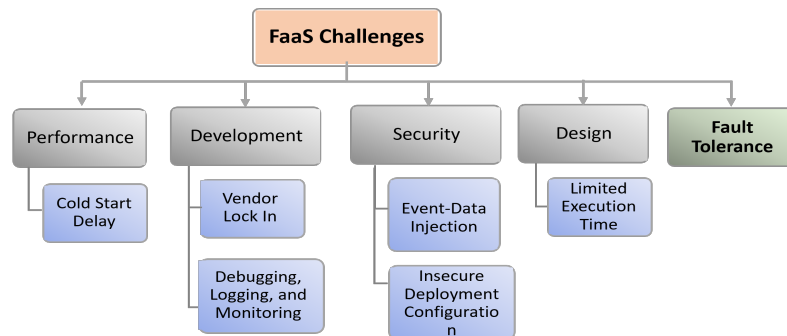 FaaS Challenges
Performance
Development
Security
Design
Fault
Tolerance
Cold Start
Delay
Vendor
Lock In
Debugging,
Logging, and
Monitoring
Event-Data
Injection
Insecure
Deployment
Configuratio
n
Limited
Execution
Time